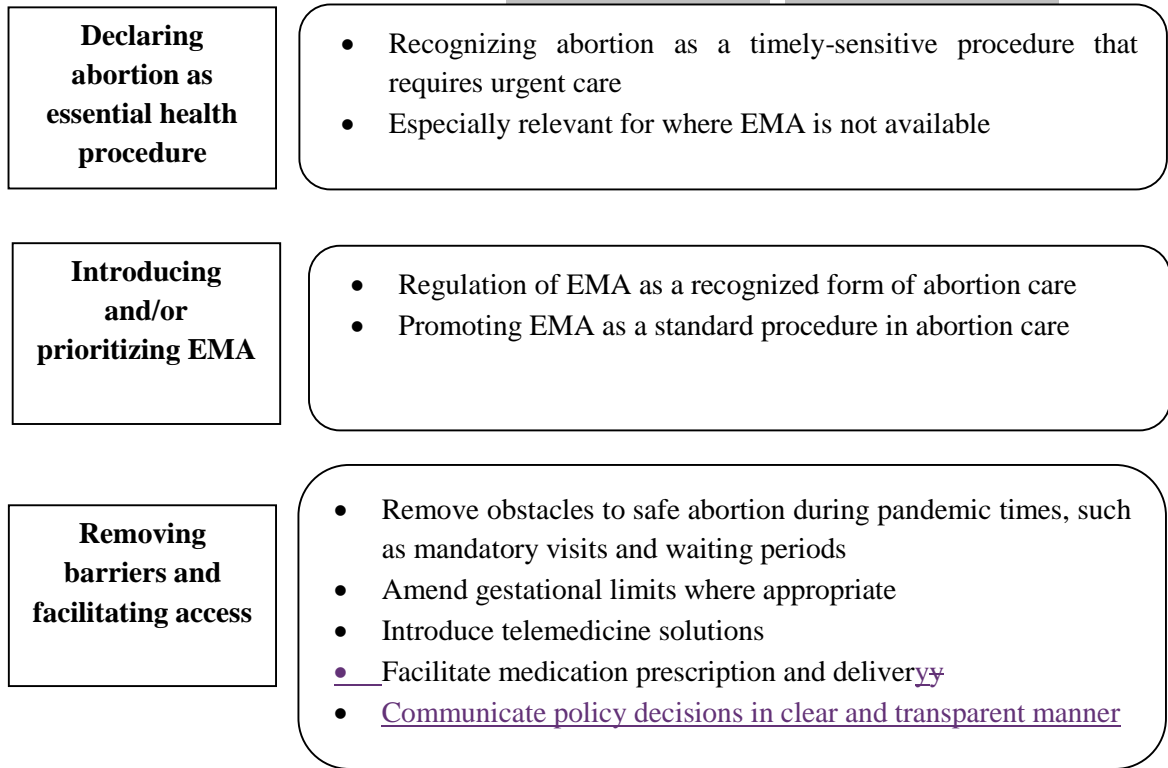 Declaring
abortion as
essential health
procedure
• Recognizing abortion as a timely-sensitive procedure that
requires urgent care
• Especially relevant for where EMA is not available
Introducing
and/or
prioritizing EMA
• Regulation of EMA as a recognized form of abortion care
• Promoting EMA as a standard procedure in abortion care
Removing
barriers and
facilitating access
• Remove obstacles to safe abortion during pandemic times, such
as mandatory visits and waiting periods
• Amend gestational limits where appropriate
• Introduce telemedicine solutions
• Facilitate medication prescription and deliveryy
• Communicate policy decisions in clear and transparent manner